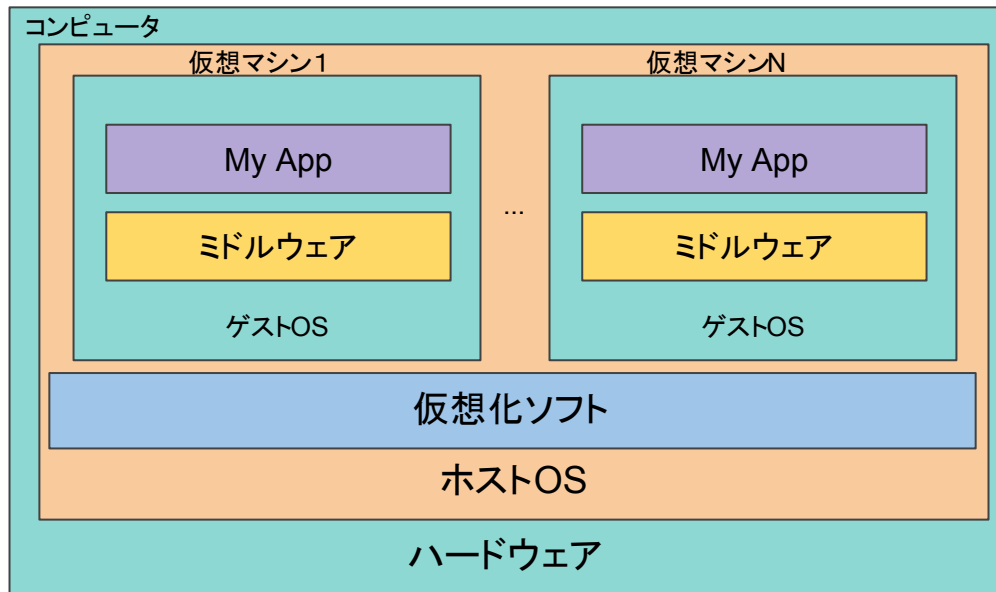 コンピュータ
仮想マシン1
仮想マシンN
My App
My App
...
ミドルウェア
ミドルウェア
ゲストOS
ゲストOS
仮想化ソフト
ホストOS
ハードウェア